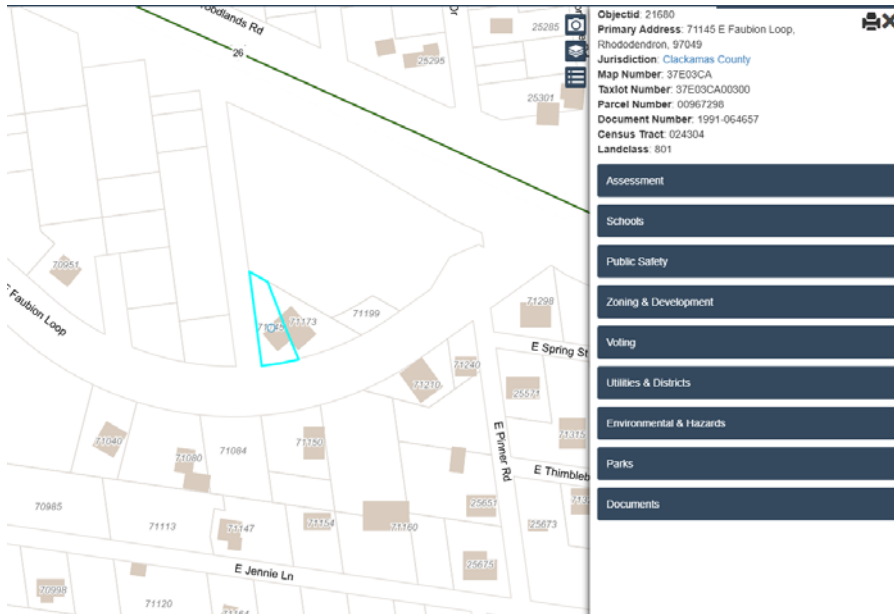 Objectid: 21680
Primary Address: 71145 E Faubion Loop,
Rhododendron, 97049
Jurisdiction: Clackamas County
Map Number: 37E03CA
Taxlot Number: 37E03CA00300
Parcel Number: 00967298
Document Number: 1991-064657
Census Tract: 024304
Landclass: 801
Assessment
Schools
Public Safety
Zoning & Development
Voting
Utilities & Districts
Environmental & Hazards
Parks
Documents
oodlands Rd
Dr
25285
26
25295
25301
70951
E Faubion Loop
71173
71199
71298
E Spring St
71240
71210
25571
71040
71080
71084
71150
E Pinner Rd
71315
E Thimbleb
70985
71113
71147
71154
71160
25651
25673
25675
E Jennie Ln
70998
71120